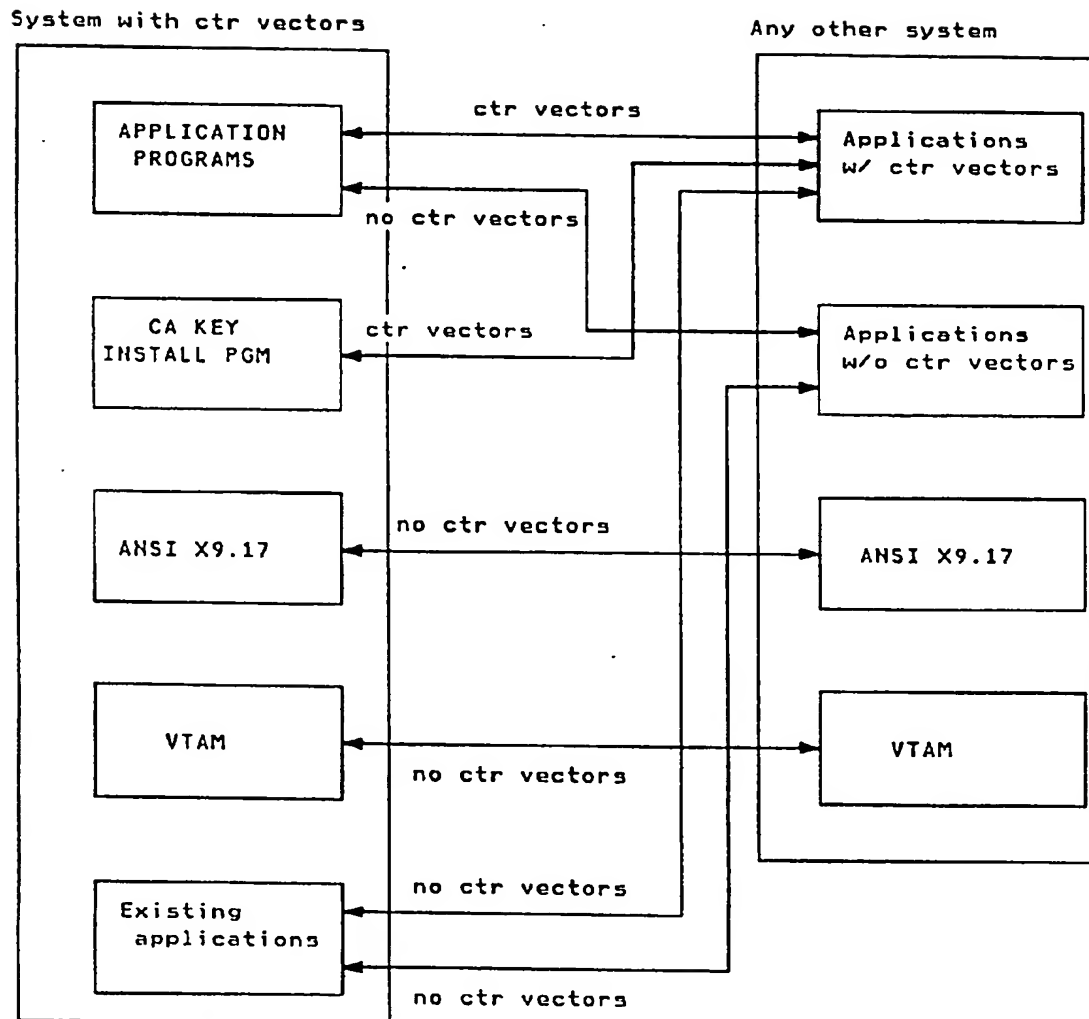 System with ctr vectors
Any other system
APPLICATION
PROGRAMS
ctr vectors
Applications
w/ ctr vectors
no ctr vectors
CA KEY
INSTALL PGM
ctr vectors
Applications
w/o ctr vectors
ANSI X9.17
no ctr vectors
ANSI X9.17
VTAM
no ctr vectors
VTAM
Existing
applications
no ctr vectors
no ctr vectors